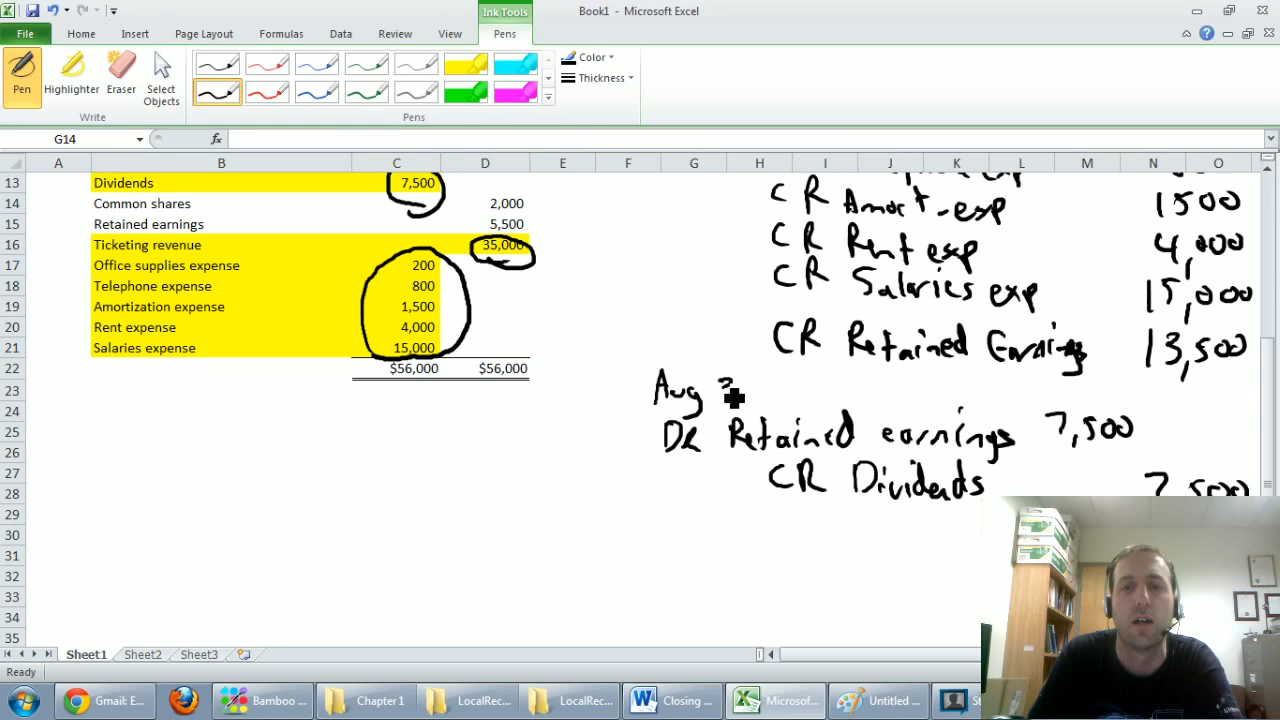 Ink Tools
Book1 - Microsoft Excel
File Home Insert Page Layout Formulas Data Review View Pens
Pen Highlighter Eraser Select Objects
Color
Thickness
Write
Pens
G14
fx
A B C D E F G H I J K L M N O
13 Dividends 7,500
14 Common shares 2,000
15 Retained earnings 5,500
16 Ticketing revenue 35,000
17 Office supplies expense 200
18 Telephone expense 800
19 Amortization expense 1,500
20 Rent expense 4,000
21 Salaries expense 15,000
22 $56,000 $56,000
23
24
25
26
27
28
29
30
31
32
33
34
35
CR Amort. exp 1500
CR Rent exp 4,000
CR Salaries exp 15,000
CR Retained Earnings 13,500
Aug
DR Retained earnings 7,500
CR Dividends 7,500
Sheet1 Sheet2 Sheet3
Ready
Gmail: E... Bamboo ... Chapter 1 LocalRec... LocalRec... Closing ... Microsof... Untitled ...